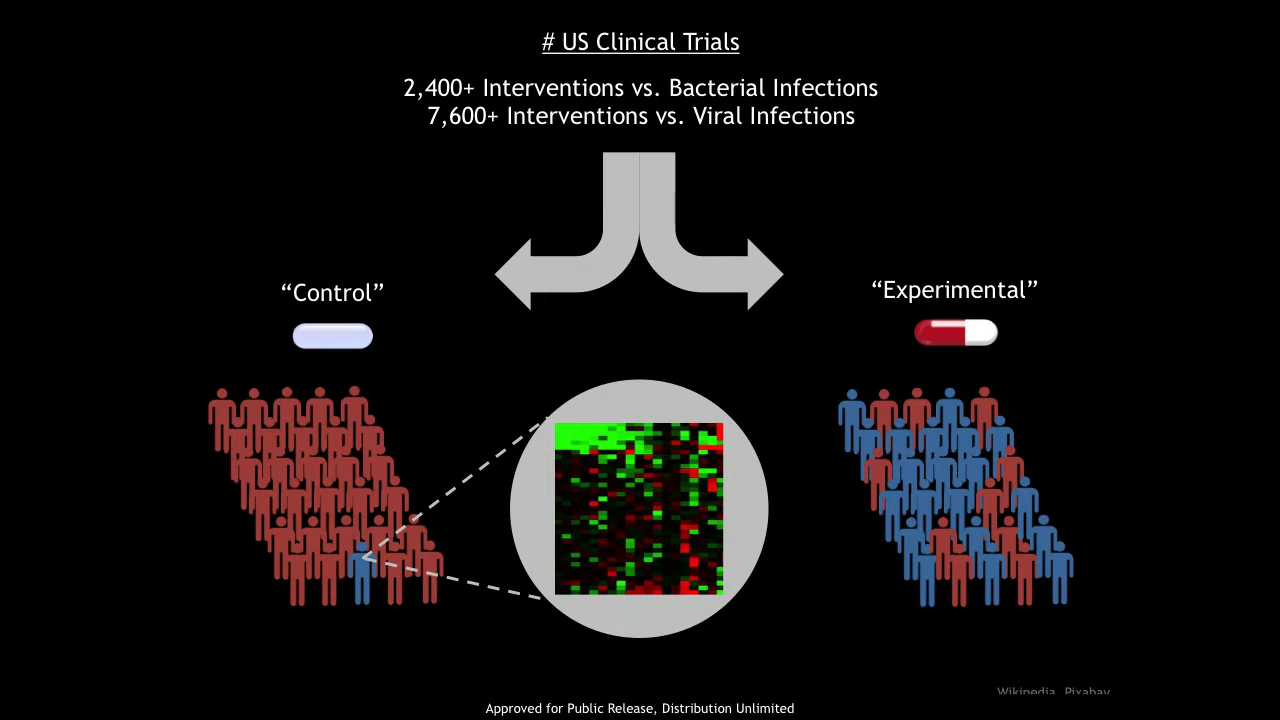 # US Clinical Trials
2,400+ Interventions vs. Bacterial Infections
7,600+ Interventions vs. Viral Infections
“Control”
“Experimental”
Wikipedia, Pixabay
Approved for Public Release, Distribution Unlimited